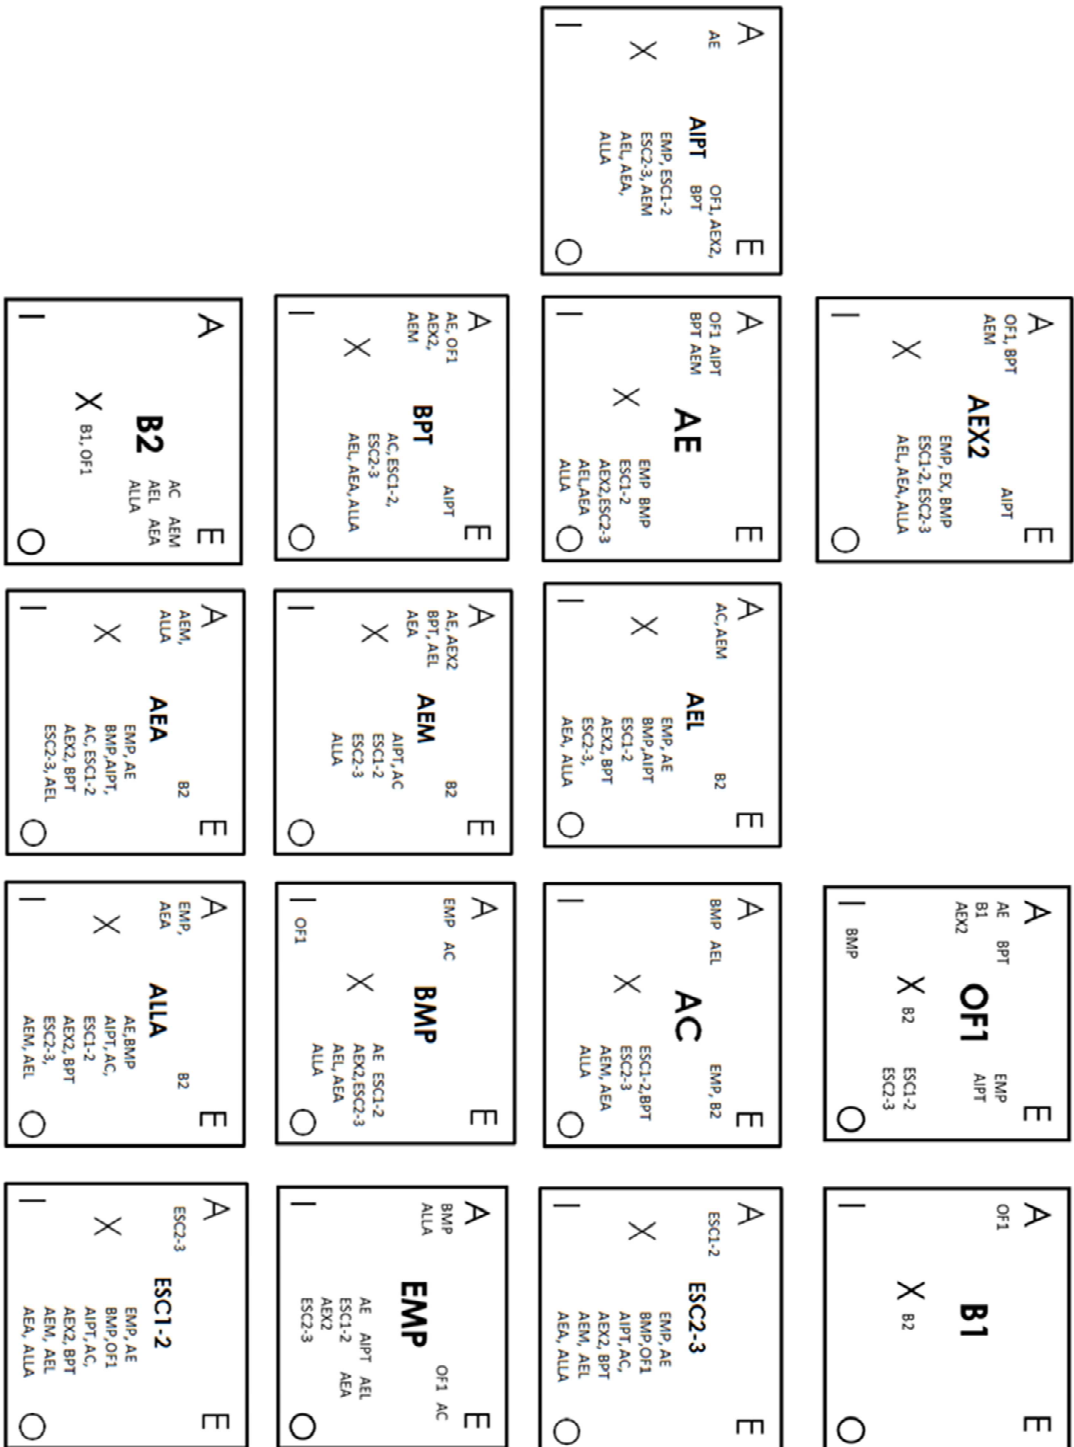 A E
OF1, BPT AIPT
AEM
AEX2
EMP, EX, BMP
ESC1-2, ESC2-3
X
AEL, AEA, ALLA
I O
A E
AE BPT EMP
B1 AIPT
AEX2
OF1
X B2 ESC1-2
ESC2-3
BMP
I O
A E
OF1
B1
X B2
I O
A E
AE OF1, AEX2,
AIPT BPT
EMP, ESC1-2
ESC2-3, AEM
X
AEL, AEA,
ALLA
I O
A E
OF1 AIPT
BPT AEM
AE
EMP BMP
ESC1-2
X
AEX2,ESC2-3
AEL,AEA
ALLA
I O
A E
AC, AEM B2
AEL
EMP, AE
BMP,AIPT
X
ESC1-2
AEX2, BPT
ESC2-3,
AEA, ALLA
I O
A E
BMP AEL EMP, B2
AC
ESC1-2,BPT
ESC2-3
X
AEM, AEA
ALLA
I O
A E
ESC1-2
ESC2-3
EMP, AE
BMP,OF1
X
AIPT, AC,
AEX2, BPT
AEM, AEL
AEA, ALLA
I O
A E
AE, OF1 AIPT
AEX2,
AEM
BPT
AC, ESC1-2,
ESC2-3
X
AEL, AEA, ALLA
I O
A E
AE, AEX2 B2
BPT, AEL
AEA
AEM
AIPT, AC
ESC1-2
X
ESC2-3
ALLA
I O
A E
EMP AC
BMP
AE ESC1-2
AEX2,ESC2-3
X
AEL, AEA
ALLA
OF1
I O
A E
BMP OF1 AC
ALLA
EMP
AE AIPT AEL
ESC1-2 AEA
AEX2
ESC2-3
I O
A E
AC AEM
AEL AEA
ALLA
B2
X B1, OF1
I O
A E
AEM, B2
ALLA
AEA
EMP, AE
BMP,AIPT,
X
AC, ESC1-2
AEX2, BPT
ESC2-3, AEL
I O
A E
EMP, B2
AEA
ALLA
AE,BMP
AIPT, AC,
X
ESC1-2
AEX2, BPT
ESC2-3,
AEM, AEL
I O
A E
ESC2-3
ESC1-2
EMP, AE
BMP,OF1
X
AIPT, AC,
AEX2, BPT
AEM, AEL
AEA, ALLA
I O